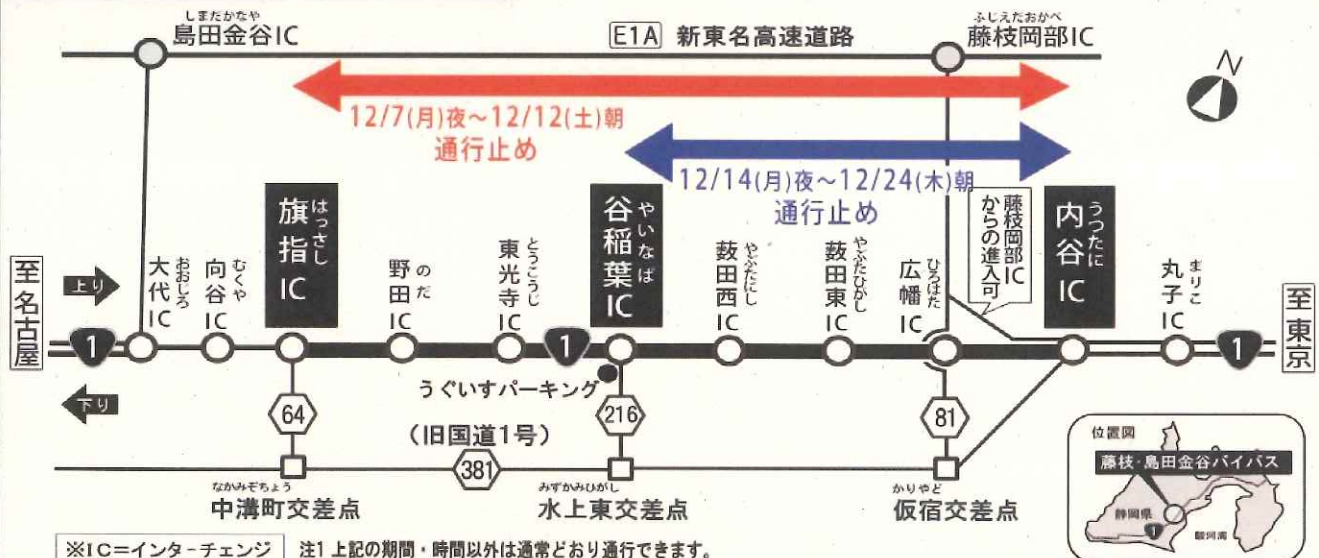 しまだかなや
島田金谷IC
E1A 新東名高速道路
ふじえだおかべ
藤枝岡部IC
N
12/7(月)夜～12/12(土)朝
通行止め
12/14(月)夜～12/24(木)朝
通行止め
至名古屋
上り
下り
1
大代IC
おおじろ
向谷IC
むくや
旗指IC
はっさし
野田IC
のだ
東光寺IC
とうこうじ
1
谷稲葉IC
やいなば
薮田西IC
やぶたにし
薮田東IC
やぶたひがし
広幡IC
ひろはた
藤枝岡部IC
からの進入可
内谷IC
うつたに
丸子IC
まりこ
1
至東京
うぐいすパーキング
64
216
81
(旧国道1号)
381
なかみぞちょう
中溝町交差点
みずかみひがし
水上東交差点
かりやど
仮宿交差点
位置図
藤枝・島田金谷バイパス
静岡県
1
駿河湾
※IC=インターチェンジ
注1 上記の期間・時間以外は通常どおり通行できます。